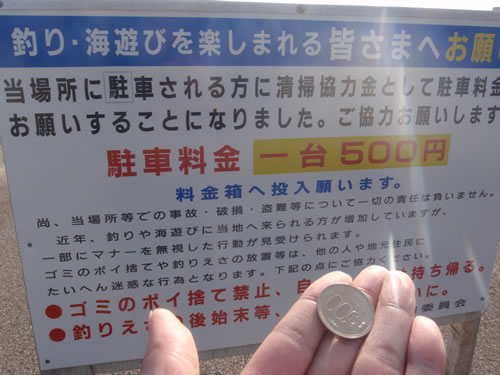 釣り・海遊びを楽しまれる皆さまへお願い
当場所に駐車される方に清掃協力金として駐車料金
お願いすることになりました。ご協力お願いします
駐車料金 一台500円
料金箱へ投入願います。
尚、当場所等での事故・破損・盗難等について一切の責任は負いません。
近年、釣りや海遊びに当地へ来られる方が増加していますが、
一部にマナーを無視した行動が見受けられます。
ゴミのポイ捨てや釣りえさの放置等は、他の人や地元住民に
たいへん迷惑な行為となります。下記の点にご協力ください。
●ゴミのポイ捨て禁止、自 持ち帰る。
●釣りえさの後始末等、 に。
委員会
500